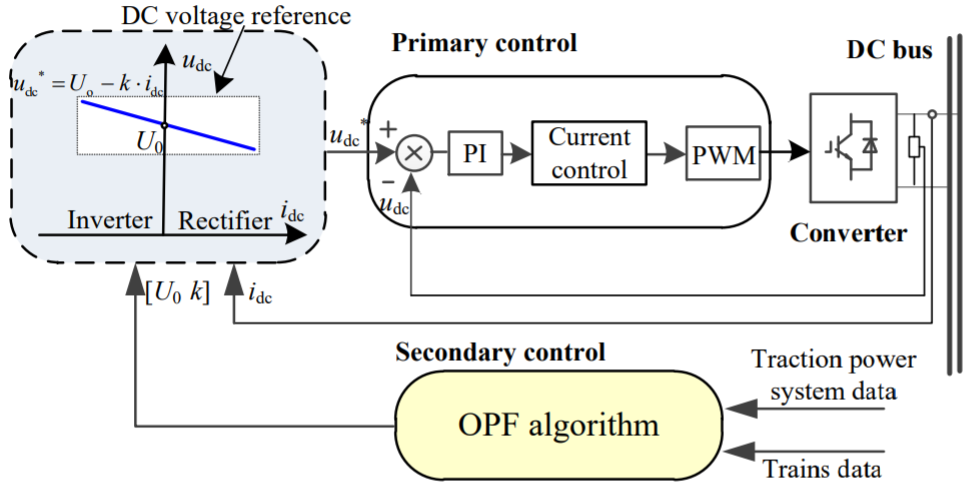 DC voltage reference
u_dc
u_dc* = U_o − k · i_dc
U_0
Inverter
Rectifier
i_dc
[U_0 k]
i_dc
Primary control
u_dc*
+
−
u_dc
PI
Current
control
PWM
Converter
DC bus
Secondary control
OPF algorithm
Traction power
system data
Trains data